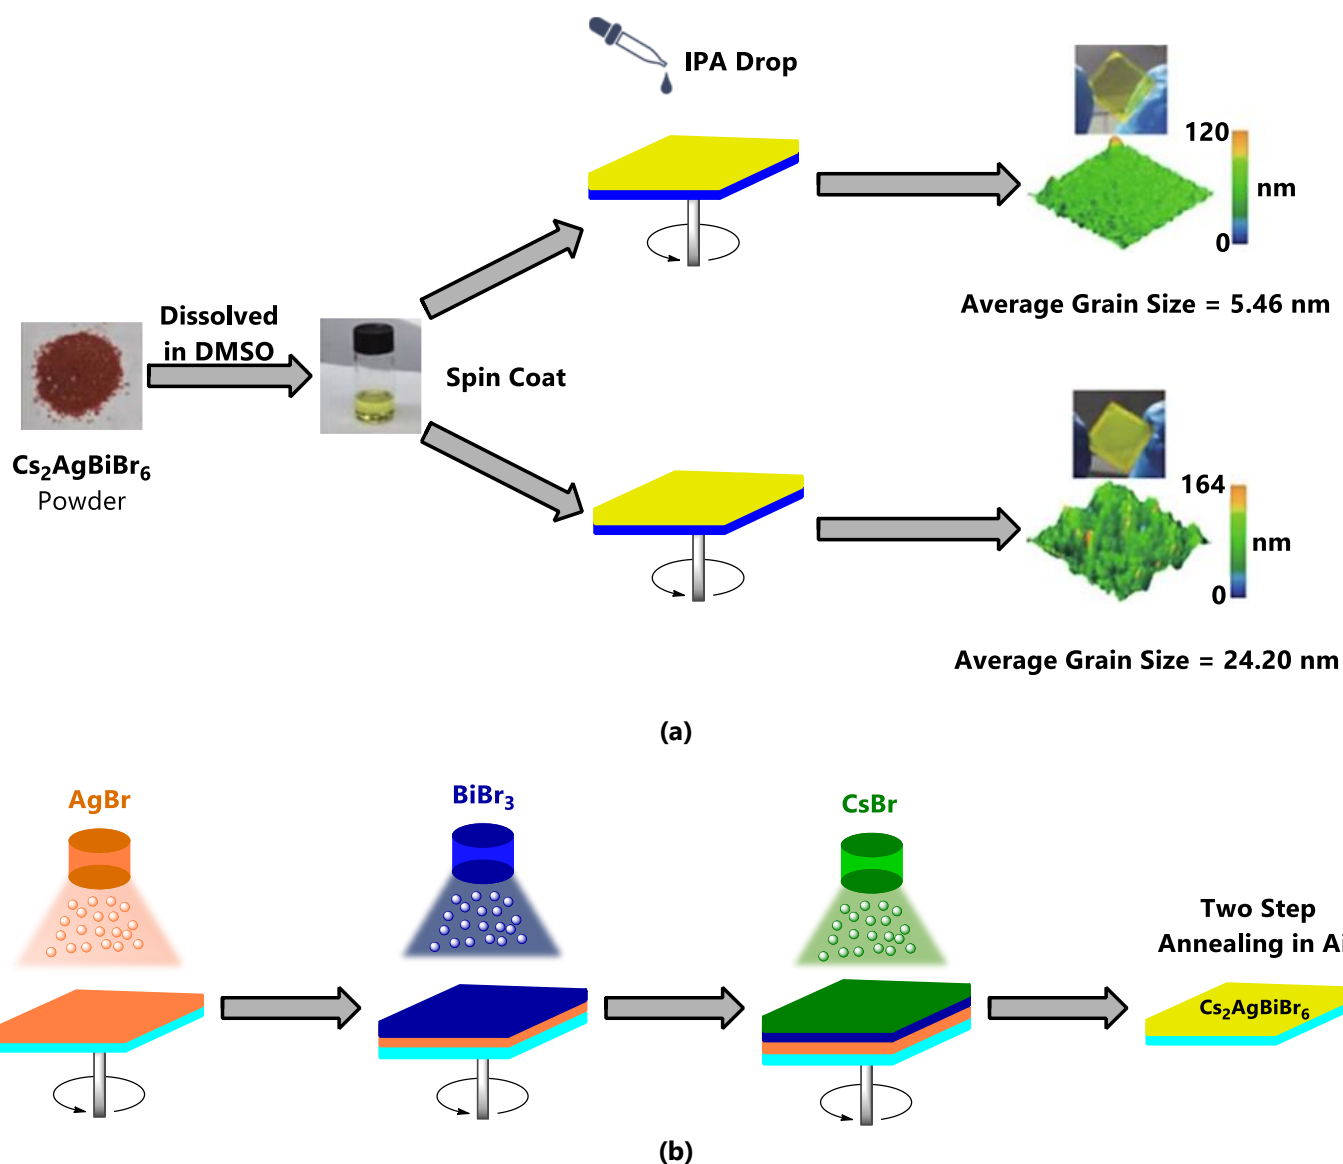 IPA Drop
120
nm
0
Average Grain Size = 5.46 nm
Dissolved
in DMSO
Spin Coat
Cs₂AgBiBr₆
Powder
164
nm
0
Average Grain Size = 24.20 nm
(a)
AgBr
BiBr₃
CsBr
Two Step
Annealing in Ai
Cs₂AgBiBr₆
(b)